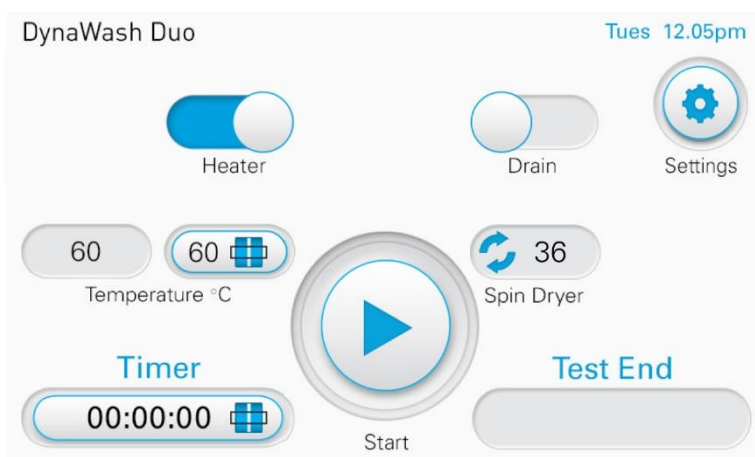 DynaWash Duo
Tues 12.05pm
Heater
Drain
Settings
60
60
36
Temperature °C
Spin Dryer
Timer
Test End
00:00:00
Start